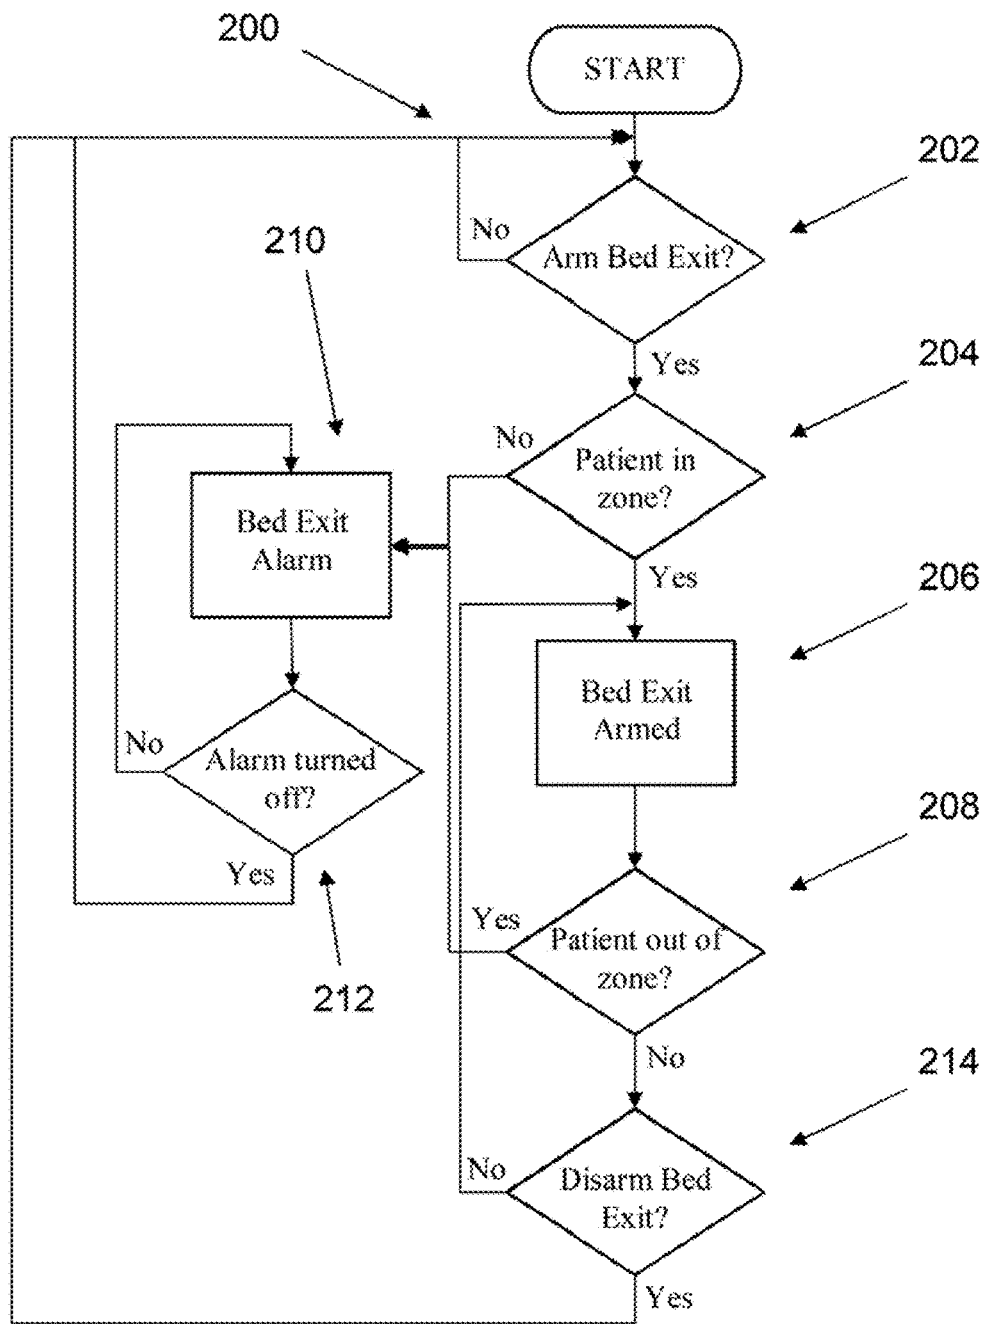 200
START
202
No
Arm Bed Exit?
210
Yes
204
No
Patient in
zone?
Bed Exit
Alarm
Yes
206
Bed Exit
Armed
No
Alarm turned
off?
208
Yes
Yes
Patient out of
zone?
212
No
214
No
Disarm Bed
Exit?
Yes